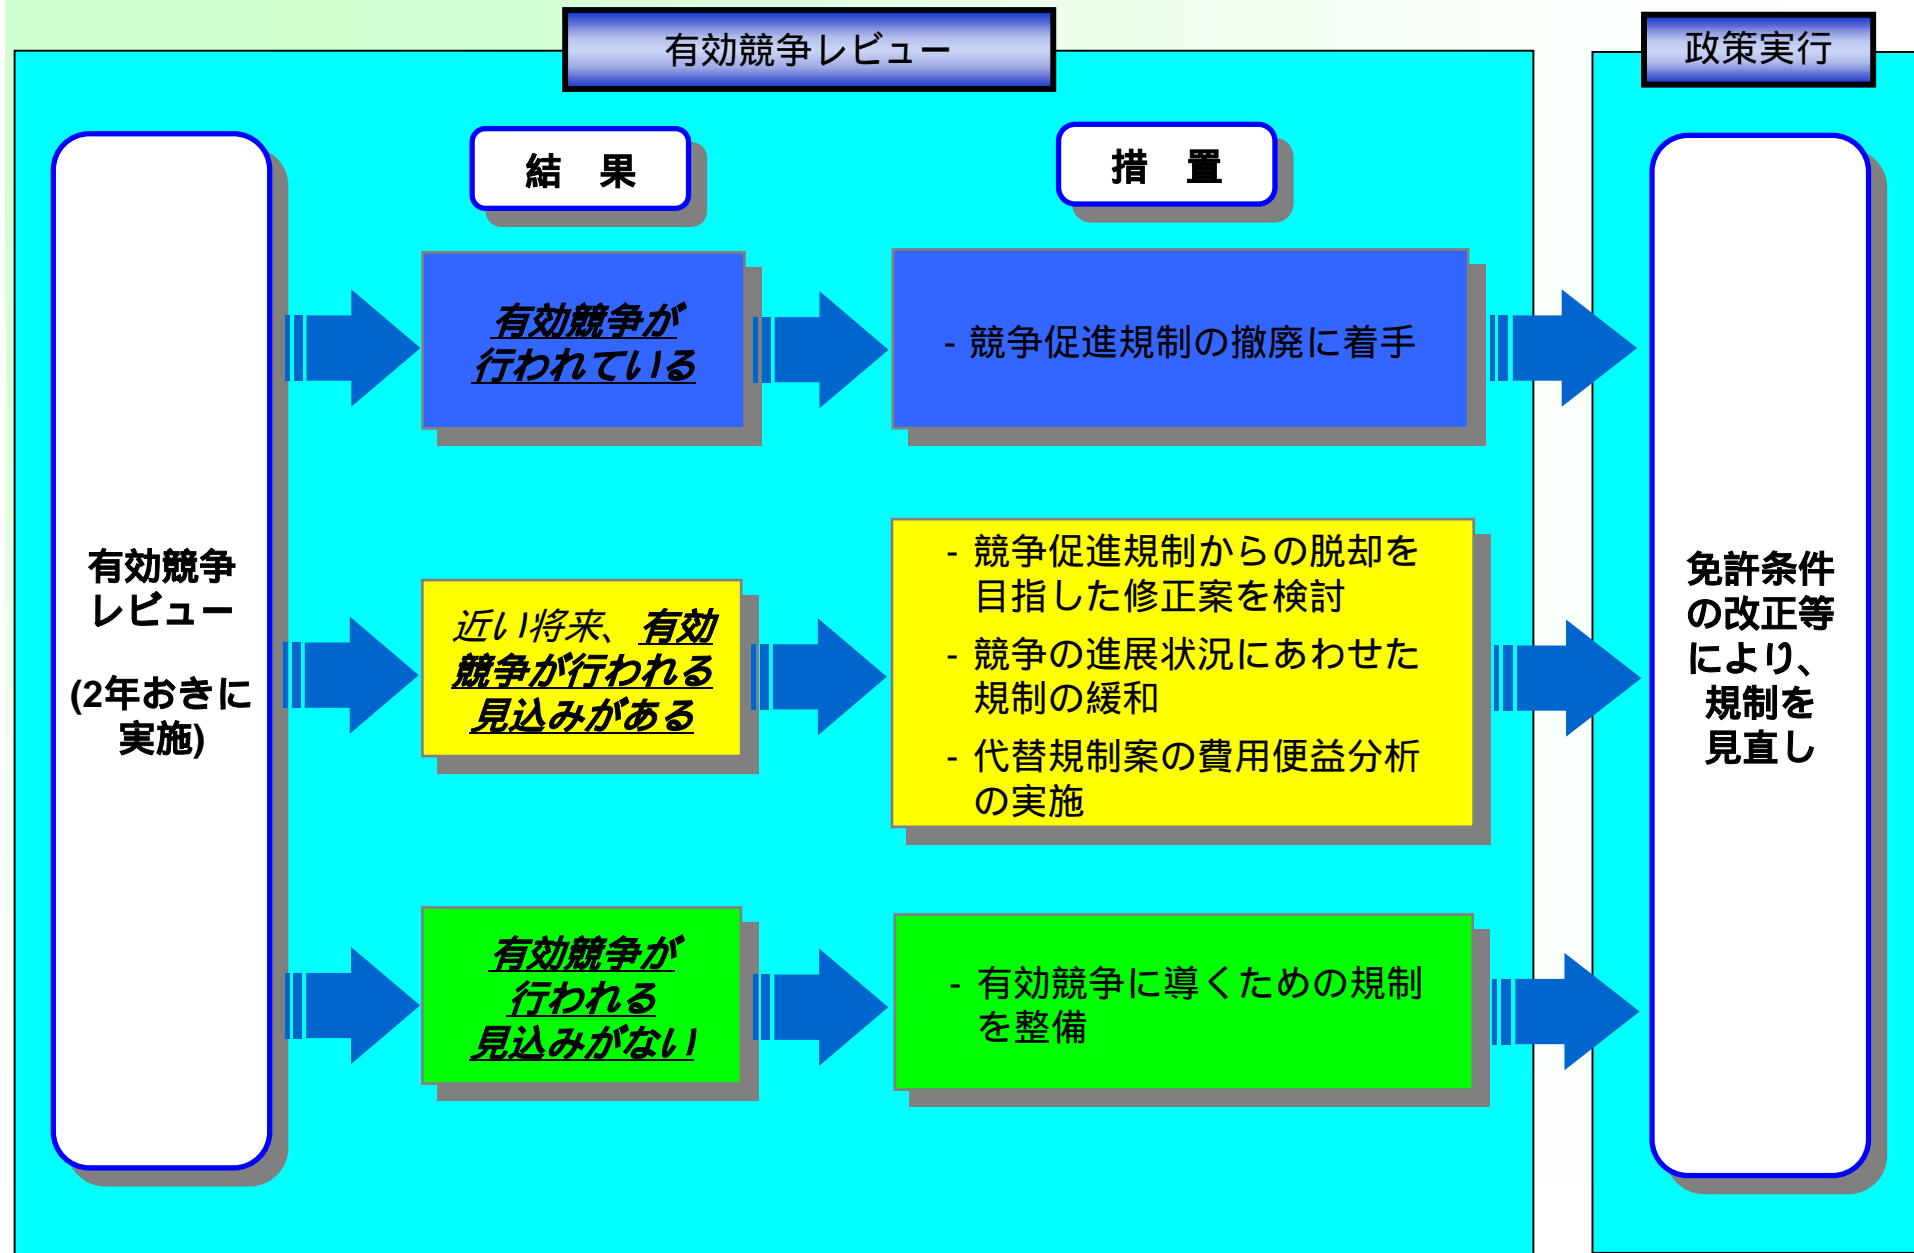 有効競争レビュー
政策実行
結　果
措　置
有効競争
レビュー
(2年おきに
実施)
有効競争が
行われている
- 競争促進規制の撤廃に着手
近い将来、有効
競争が行われる
見込みがある
- 競争促進規制からの脱却を
目指した修正案を検討
- 競争の進展状況にあわせた
規制の緩和
- 代替規制案の費用便益分析
の実施
有効競争が
行われる
見込みがない
- 有効競争に導くための規制
を整備
免許条件
の改正等
により、
規制を
見直し